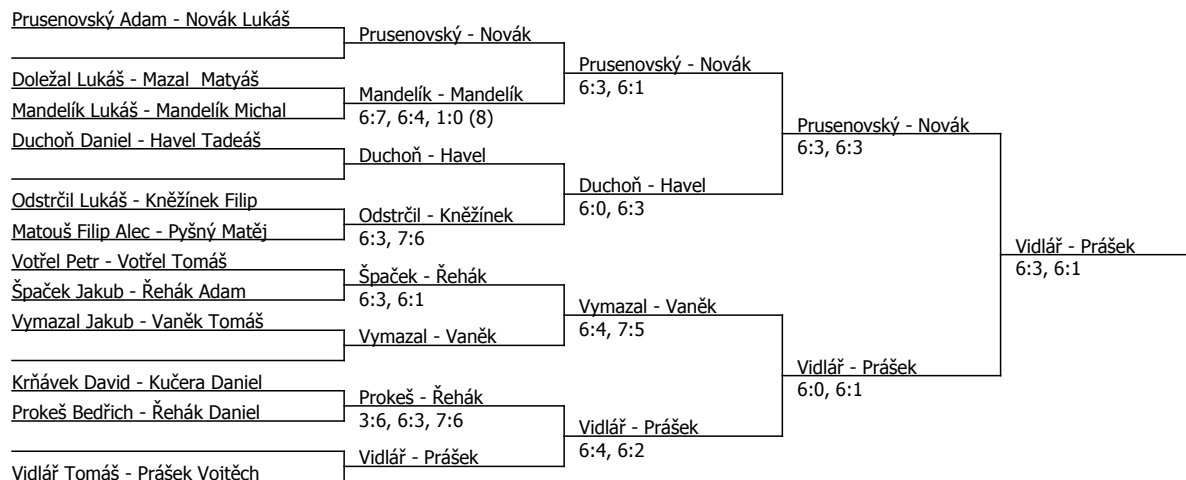 Prusenovský Adam - Novák Lukáš
Doležal Lukáš - Mazal  Matyáš
Mandelík Lukáš - Mandelík Michal
Duchoň Daniel - Havel Tadeáš
Odstrčil Lukáš - Kněžínek Filip
Matouš Filip Alec - Pyšný Matěj
Votřel Petr - Votřel Tomáš
Špaček Jakub - Řehák Adam
Vymazal Jakub - Vaněk Tomáš
Krňávek David - Kučera Daniel
Prokeš Bedřich - Řehák Daniel
Vidlář Tomáš - Prášek Vojtěch
Prusenovský - Novák
Mandelík - Mandelík
6:7, 6:4, 1:0 (8)
Duchoň - Havel
Odstrčil - Kněžínek
6:3, 7:6
Špaček - Řehák
6:3, 6:1
Vymazal - Vaněk
Prokeš - Řehák
3:6, 6:3, 7:6
Vidlář - Prášek
Prusenovský - Novák
6:3, 6:1
Duchoň - Havel
6:0, 6:3
Vymazal - Vaněk
6:4, 7:5
Vidlář - Prášek
6:4, 6:2
Prusenovský - Novák
6:3, 6:3
Vidlář - Prášek
6:0, 6:1
Vidlář - Prášek
6:3, 6:1